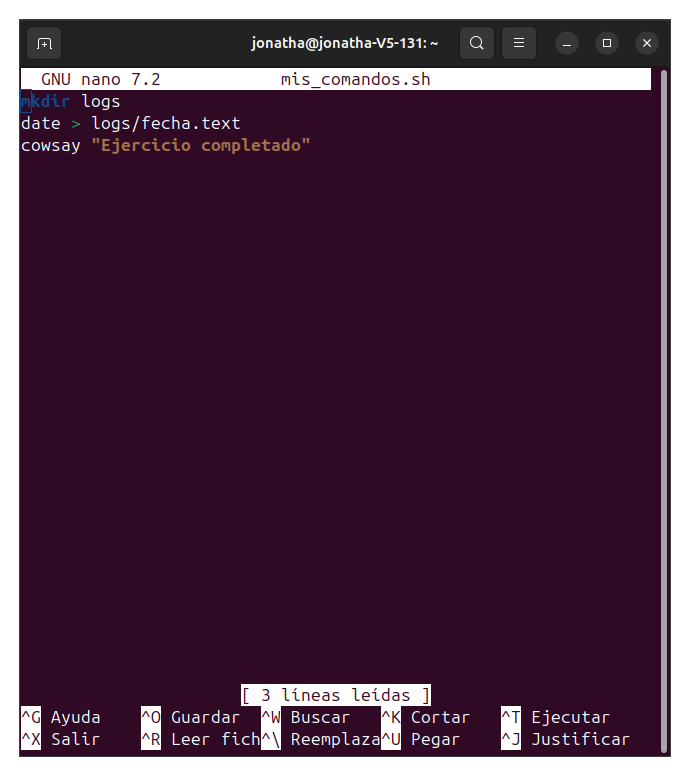 jonatha@jonatha-V5-131: ~
GNU nano 7.2 mis_comandos.sh
mkdir logs
date > logs/fecha.text
cowsay "Ejercicio completado"
[ 3 líneas leídas ]
^G Ayuda ^O Guardar ^W Buscar ^K Cortar ^T Ejecutar
^X Salir ^R Leer fich^\ Reemplaza^U Pegar ^J Justificar